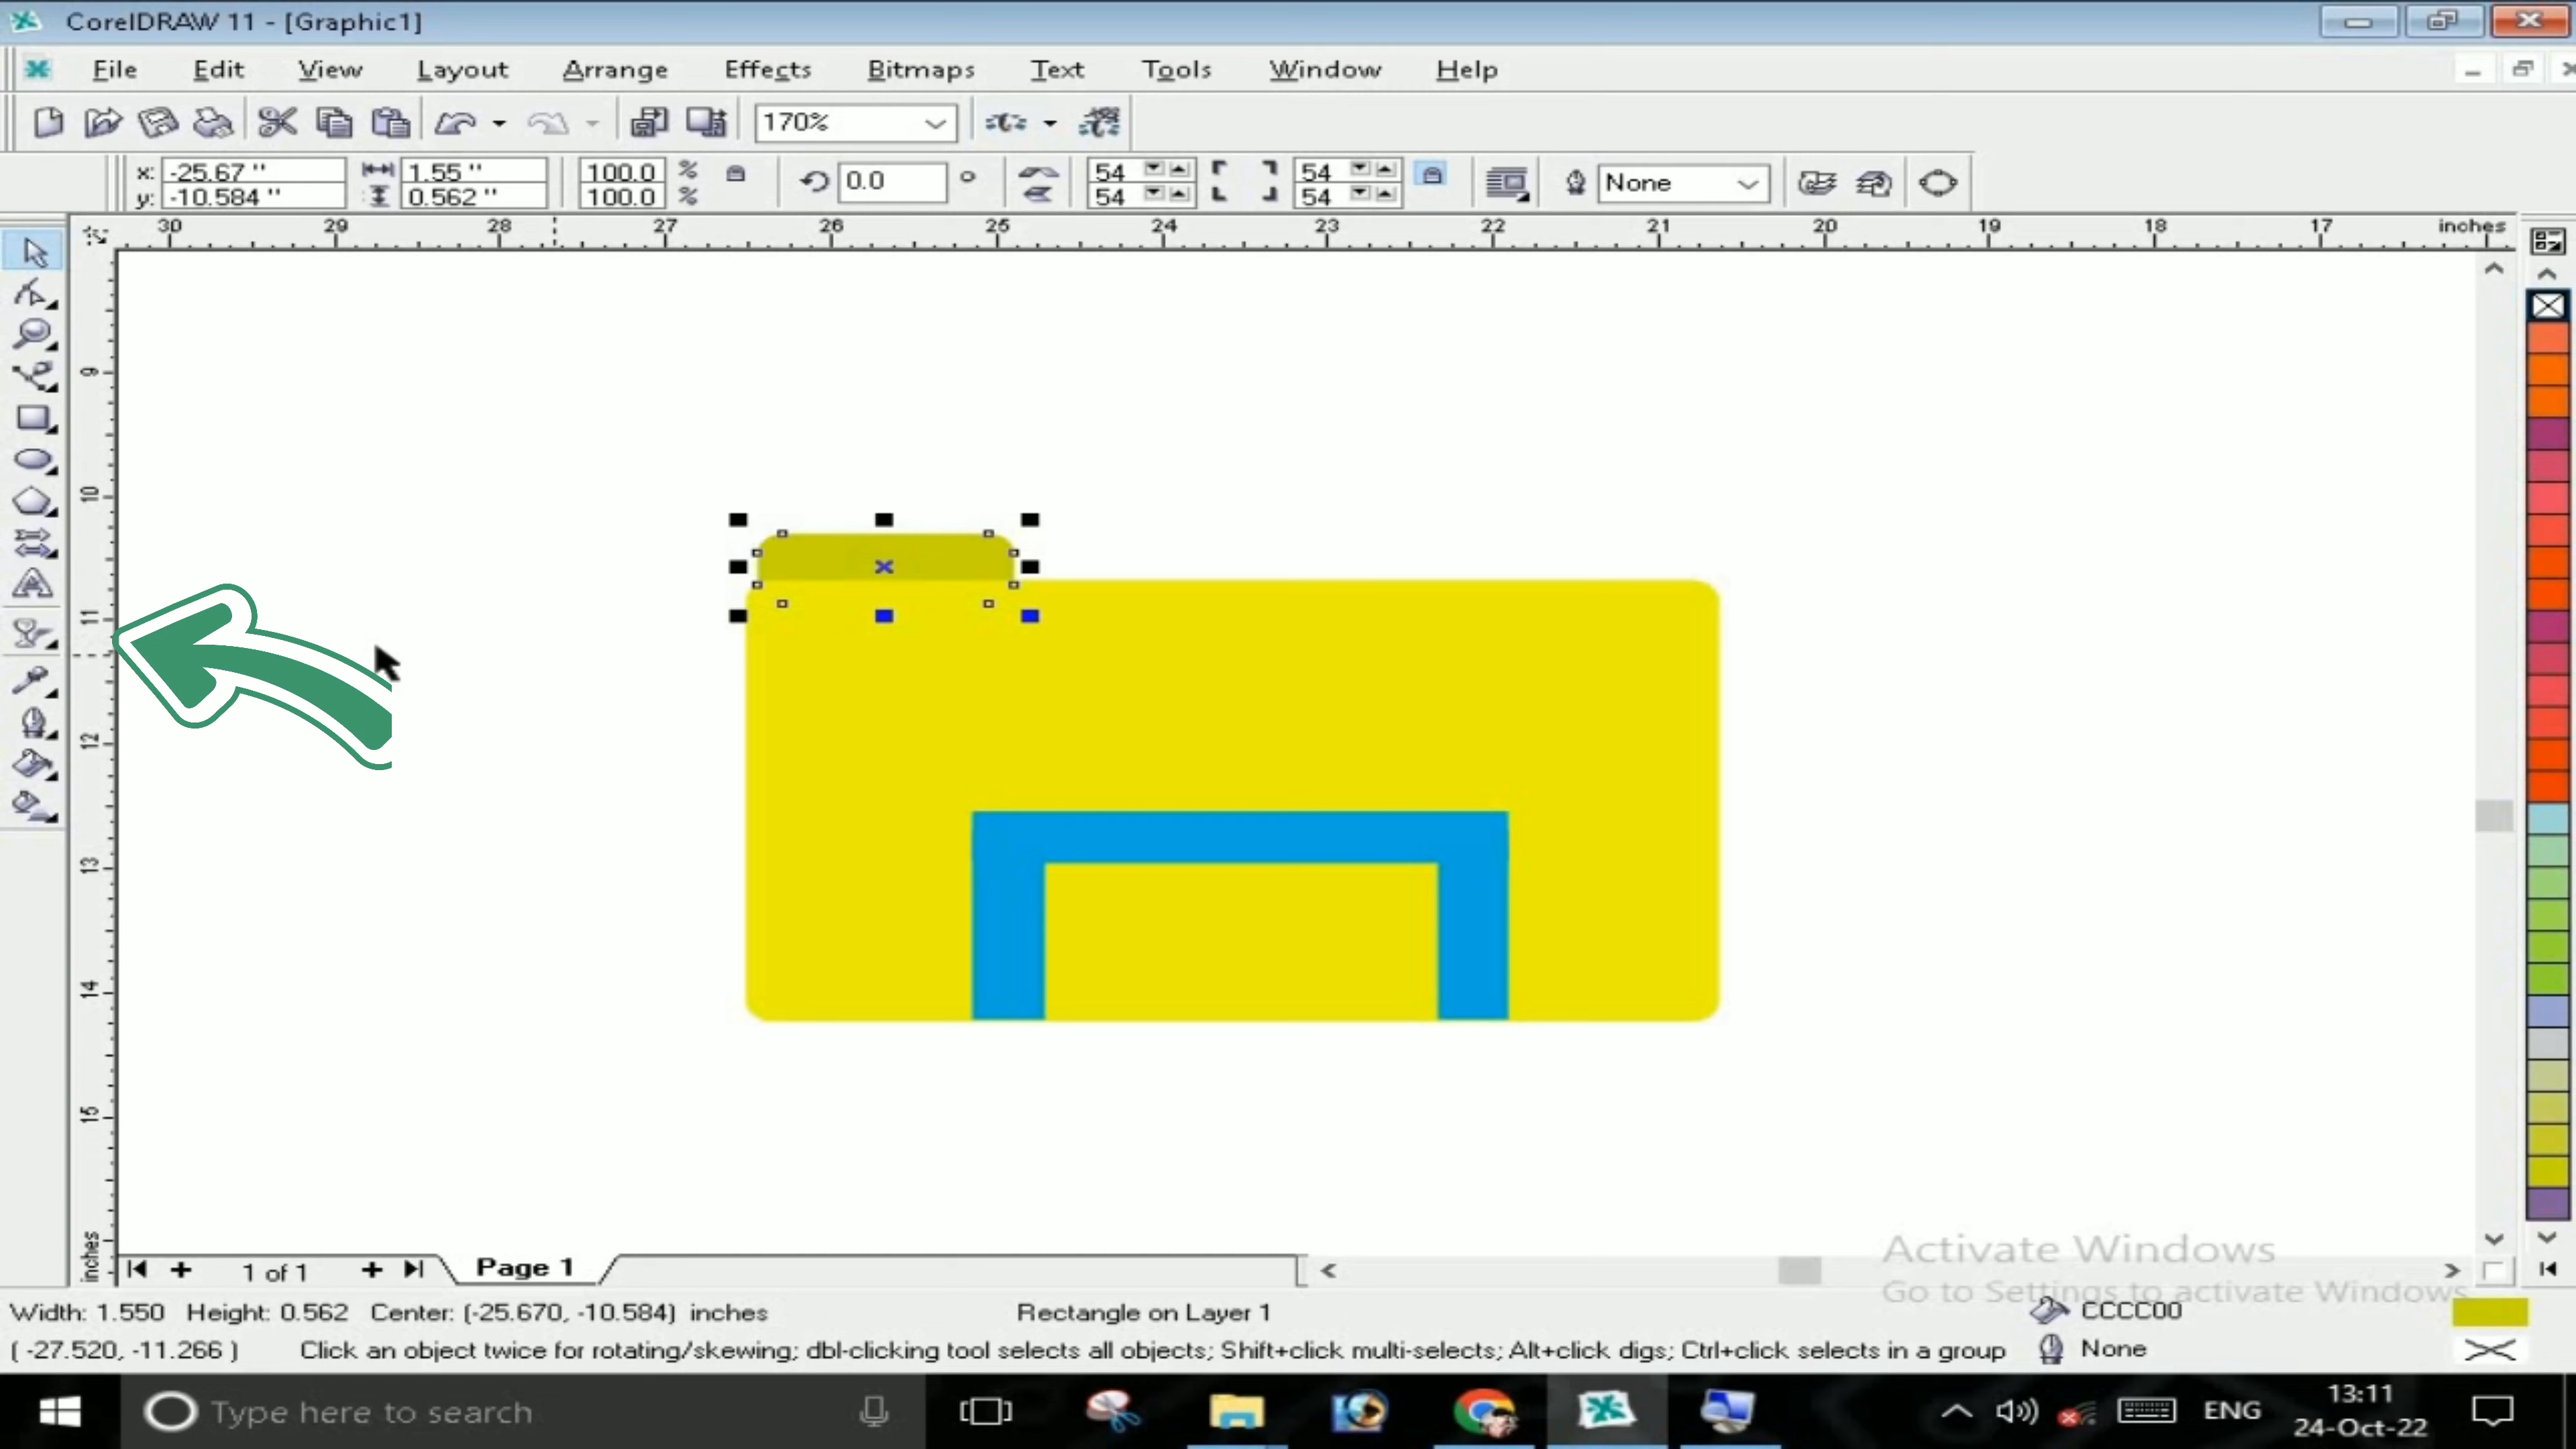 CorelDRAW 11 - [Graphic1]
File Edit View Layout Arrange Effects Bitmaps Text Tools Window Help
170%
x: -25.67 " 1.55 " 100.0 % 0.0 ° 54 54 None
y: -10.584 " 0.562 " 100.0 % 54 54
30 29 28 27 26 25 24 23 22 21 20 19 18 17 inches
9
10
11
12
13
14
15
inches
1 of 1 Page 1
Activate Windows
Go to Settings to activate Windows.
Width: 1.550 Height: 0.562 Center: (-25.670, -10.584) inches Rectangle on Layer 1 CCCC00
( -27.520, -11.266 ) Click an object twice for rotating/skewing; dbl-clicking tool selects all objects; Shift+click multi-selects; Alt+click digs; Ctrl+click selects in a group None
Type here to search ENG 13:11
24-Oct-22